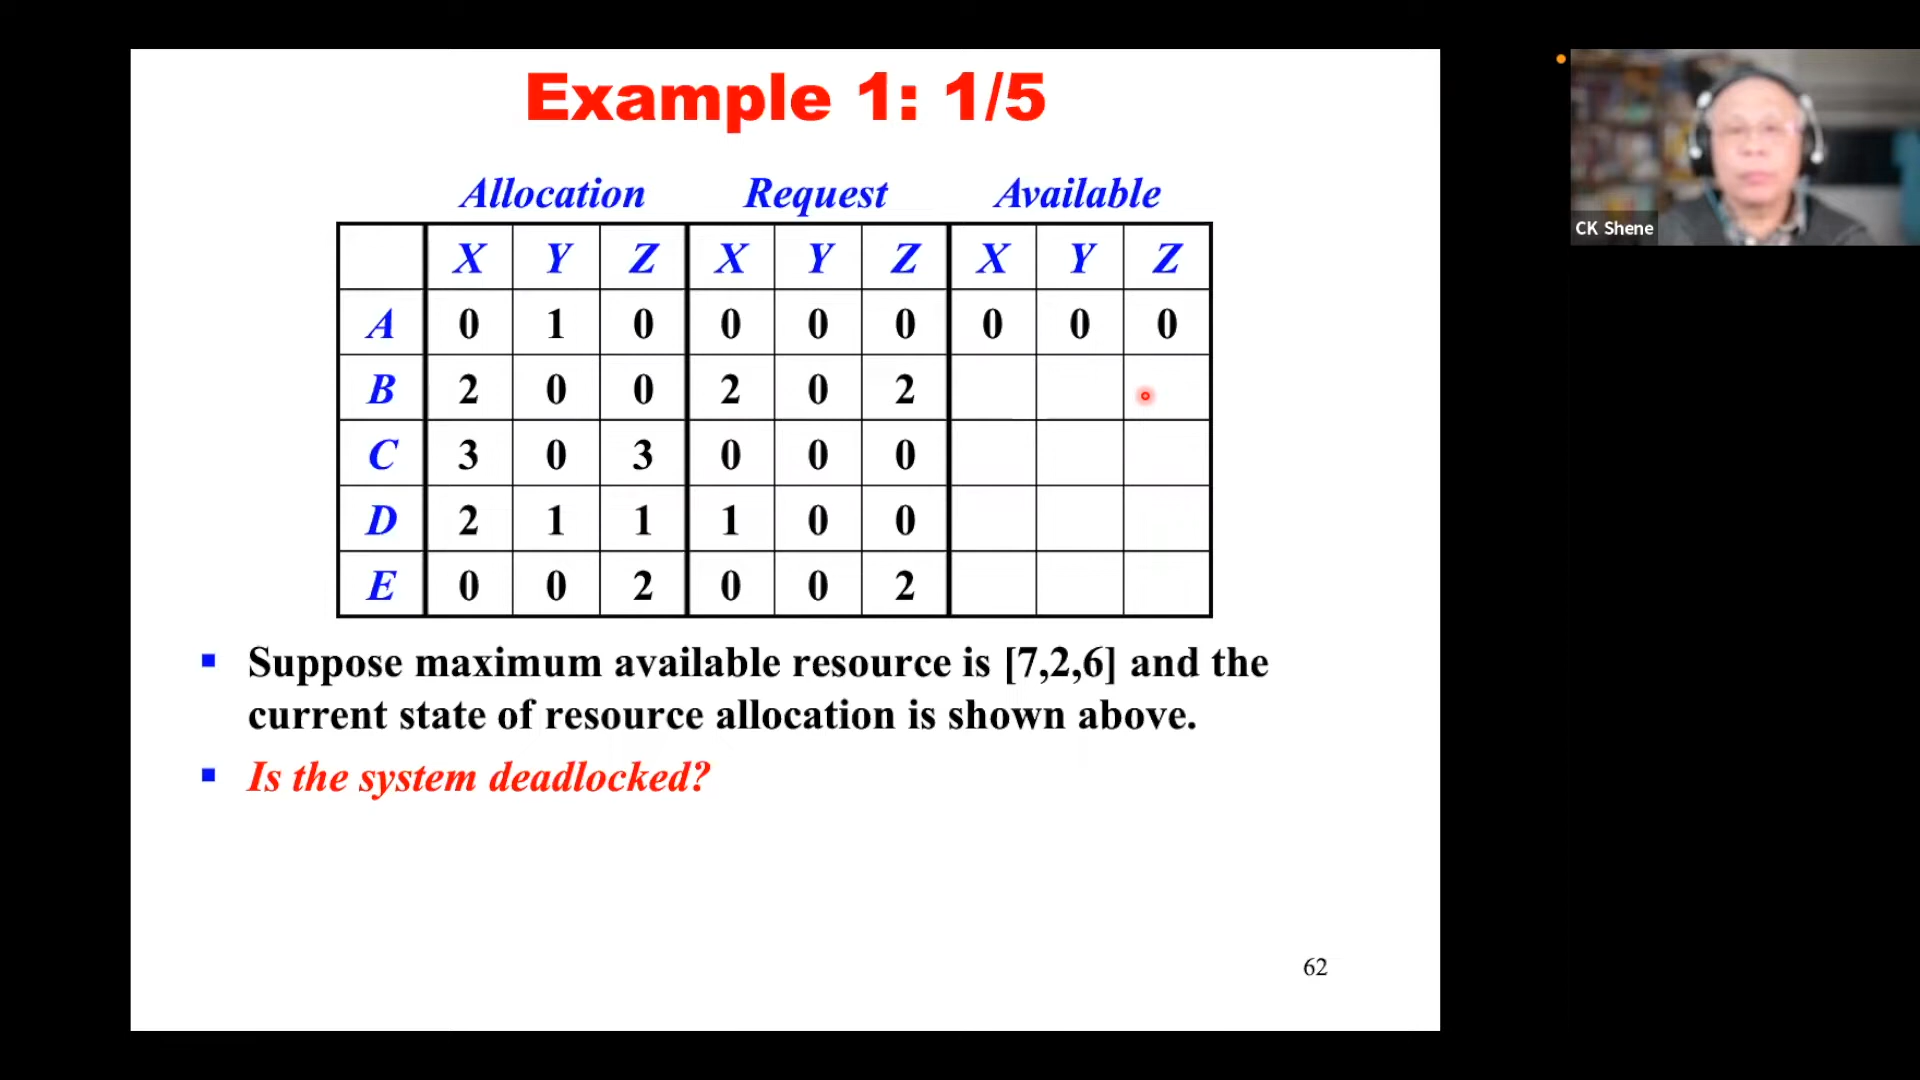 Example 1: 1/5
Allocation Request Available
X Y Z X Y Z X Y Z
A 0 1 0 0 0 0 0 0 0
B 2 0 0 2 0 2
C 3 0 3 0 0 0
D 2 1 1 1 0 0
E 0 0 2 0 0 2
▪ Suppose maximum available resource is [7,2,6] and the
current state of resource allocation is shown above.
▪ Is the system deadlocked?
62
CK Shene